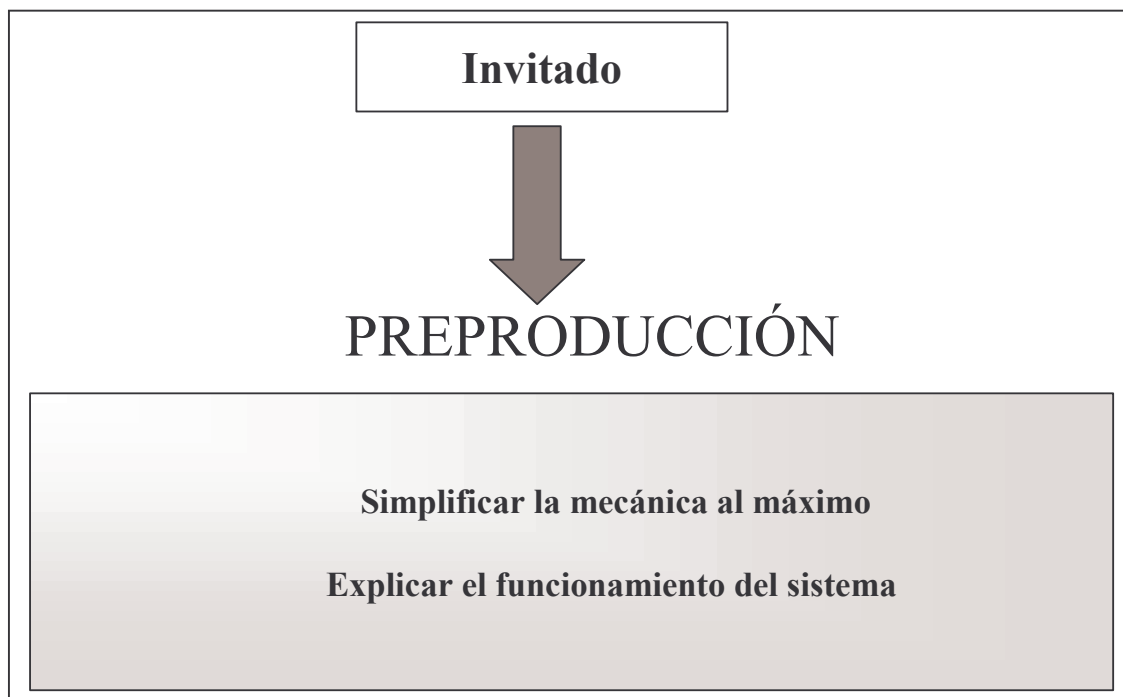 Invitado
PREPRODUCCIÓN
Simplificar la mecánica al máximo
Explicar el funcionamiento del sistema